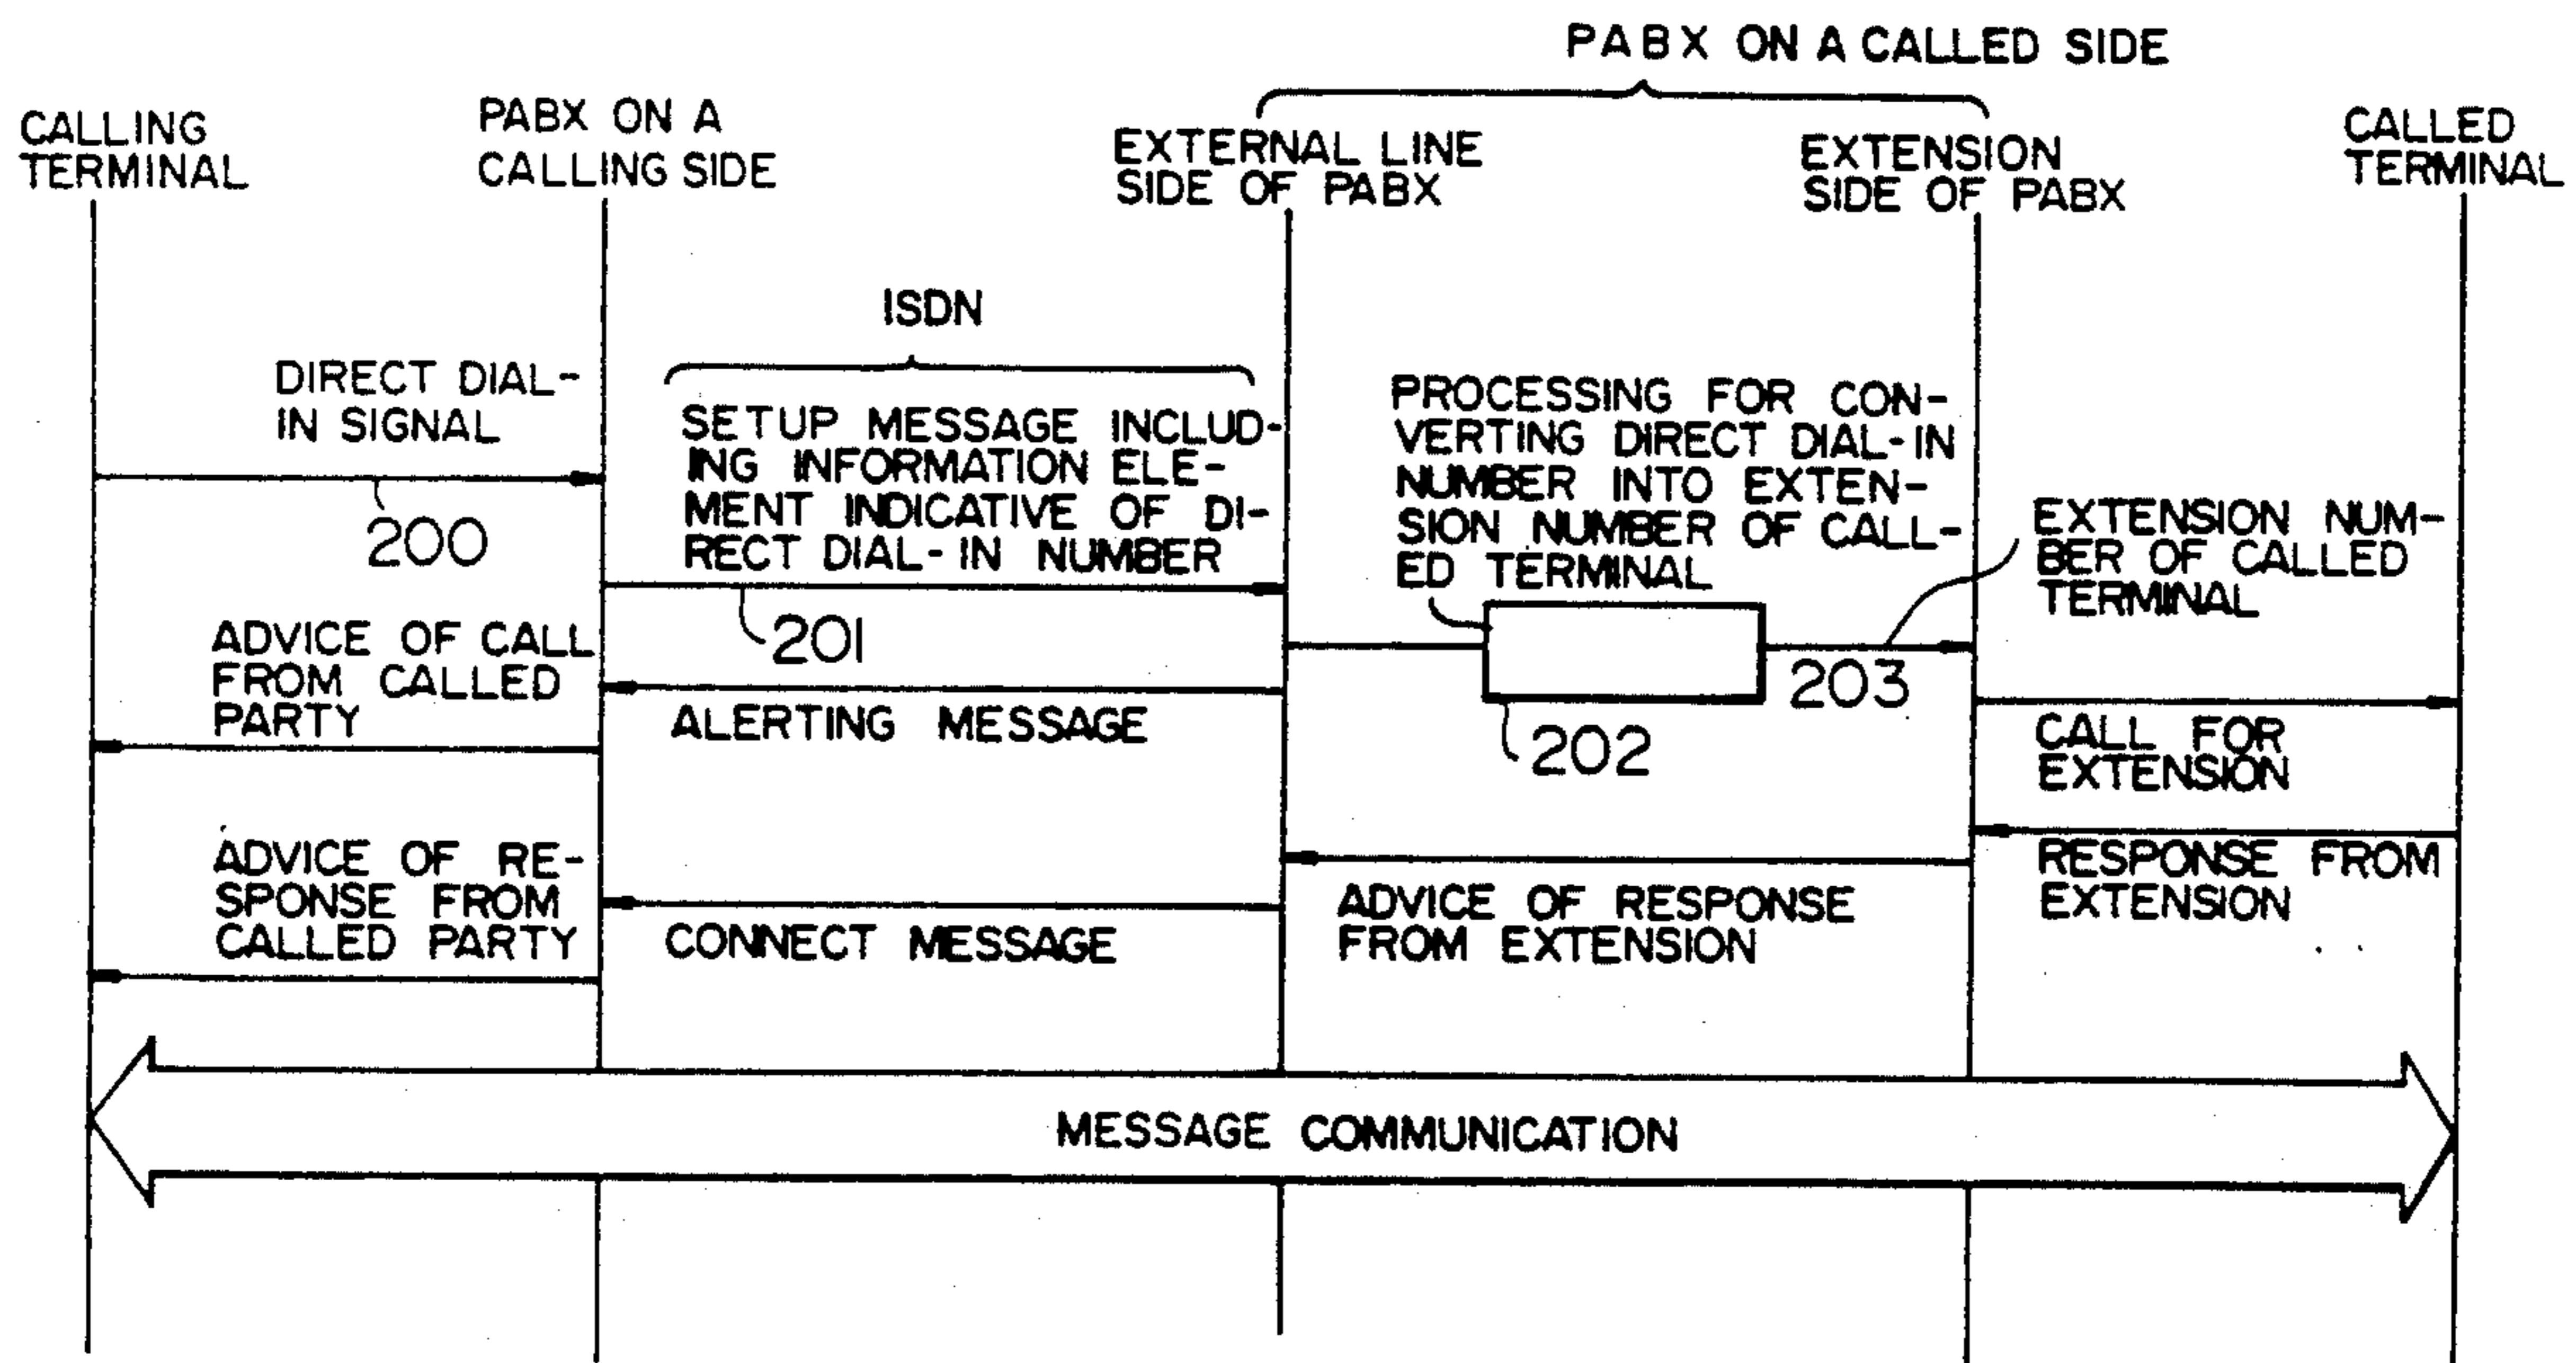 PABX ON A CALLED SIDE
CALLING
TERMINAL
PABX ON A
CALLING SIDE
EXTERNAL LINE
SIDE OF PABX
EXTENSION
SIDE OF PABX
CALLED
TERMINAL
ISDN
DIRECT DIAL-
IN SIGNAL
200
SETUP MESSAGE INCLUD-
ING INFORMATION ELE-
MENT INDICATIVE OF DI-
RECT DIAL-IN NUMBER
201
PROCESSING FOR CON-
VERTING DIRECT DIAL-IN
NUMBER INTO EXTEN-
SION NUMBER OF CALL-
ED TERMINAL
202
EXTENSION NUM-
BER OF CALLED
TERMINAL
203
ADVICE OF CALL
FROM CALLED
PARTY
ALERTING MESSAGE
CALL FOR
EXTENSION
ADVICE OF RE-
SPONSE FROM
CALLED PARTY
CONNECT MESSAGE
ADVICE OF RESPONSE
FROM EXTENSION
RESPONSE FROM
EXTENSION
MESSAGE COMMUNICATION